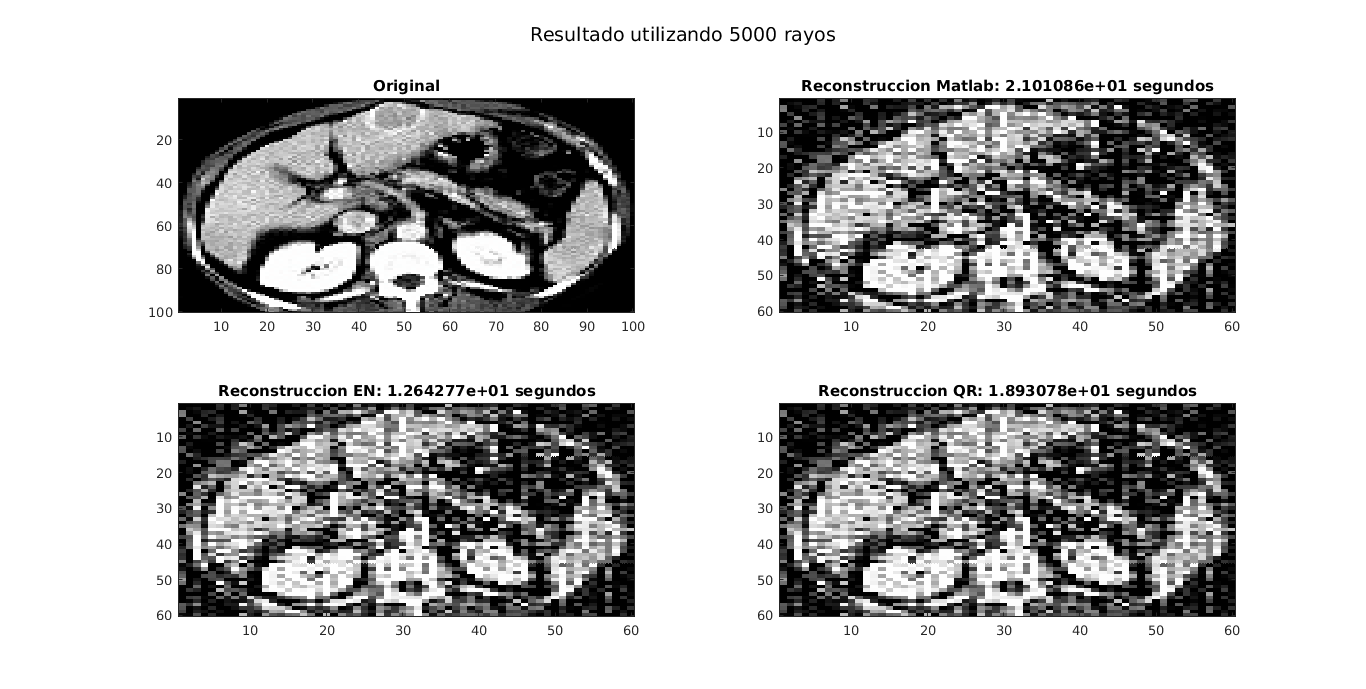 Resultado utilizando 5000 rayos
Original
20
40
60
80
100
10 20 30 40 50 60 70 80 90 100
Reconstruccion Matlab: 2.101086e+01 segundos
10
20
30
40
50
60
10 20 30 40 50 60
Reconstruccion EN: 1.264277e+01 segundos
10
20
30
40
50
60
10 20 30 40 50 60
Reconstruccion QR: 1.893078e+01 segundos
10
20
30
40
50
60
10 20 30 40 50 60